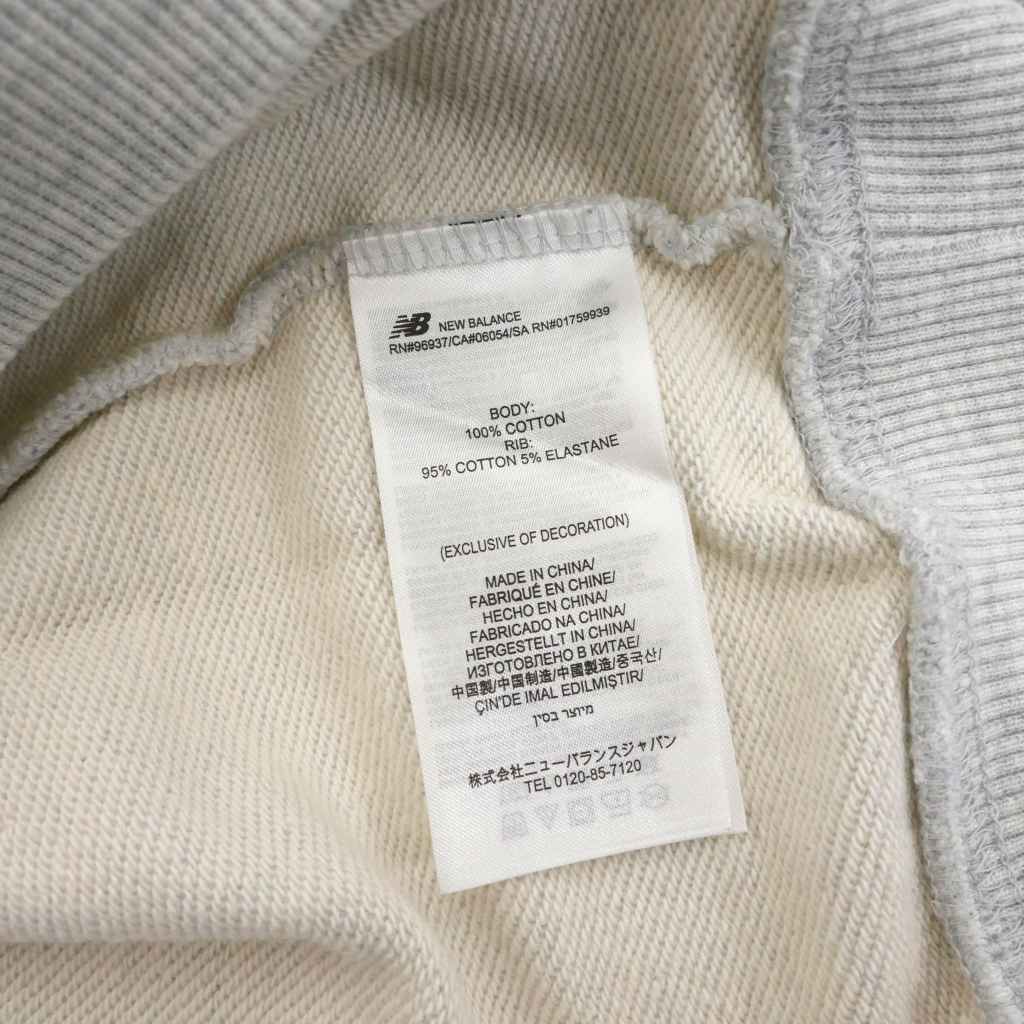 NB NEW BALANCE
RN#96937/CA#06054/SA RN#01759939
BODY:
100% COTTON
RIB:
95% COTTON 5% ELASTANE
(EXCLUSIVE OF DECORATION)
MADE IN CHINA/
FABRIQUÉ EN CHINE/
HECHO EN CHINA/
FABRICADO NA CHINA/
HERGESTELLT IN CHINA/
ИЗГОТОВЛЕНО В КИТАЕ/
中国製/中国制造/中國製造/중국산/
ÇIN'DE IMAL EDILMIŞTIR/
מיוצר בסין
株式会社ニューバランスジャパン
TEL 0120-85-7120